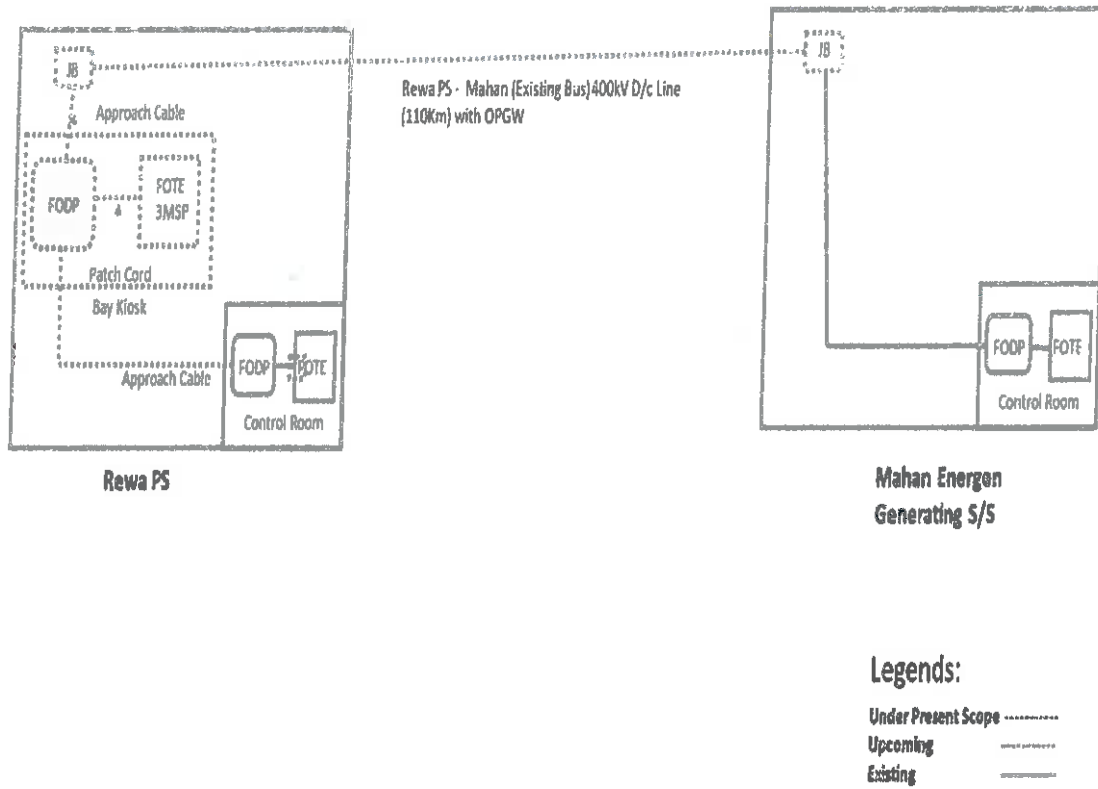 JB
Approach Cable
FODP
FOTE
3MSP
Patch Cord
Bay Kiosk
Approach Cable
FODP
FOTE
Control Room
Rewa PS
Rewa PS - Mahan (Existing Bus) 400kV D/c Line
(110Km) with OPGW
JB
FODP
FOTE
Control Room
Mahan Energen
Generating S/S
Legends:
Under Present Scope
Upcoming
Existing